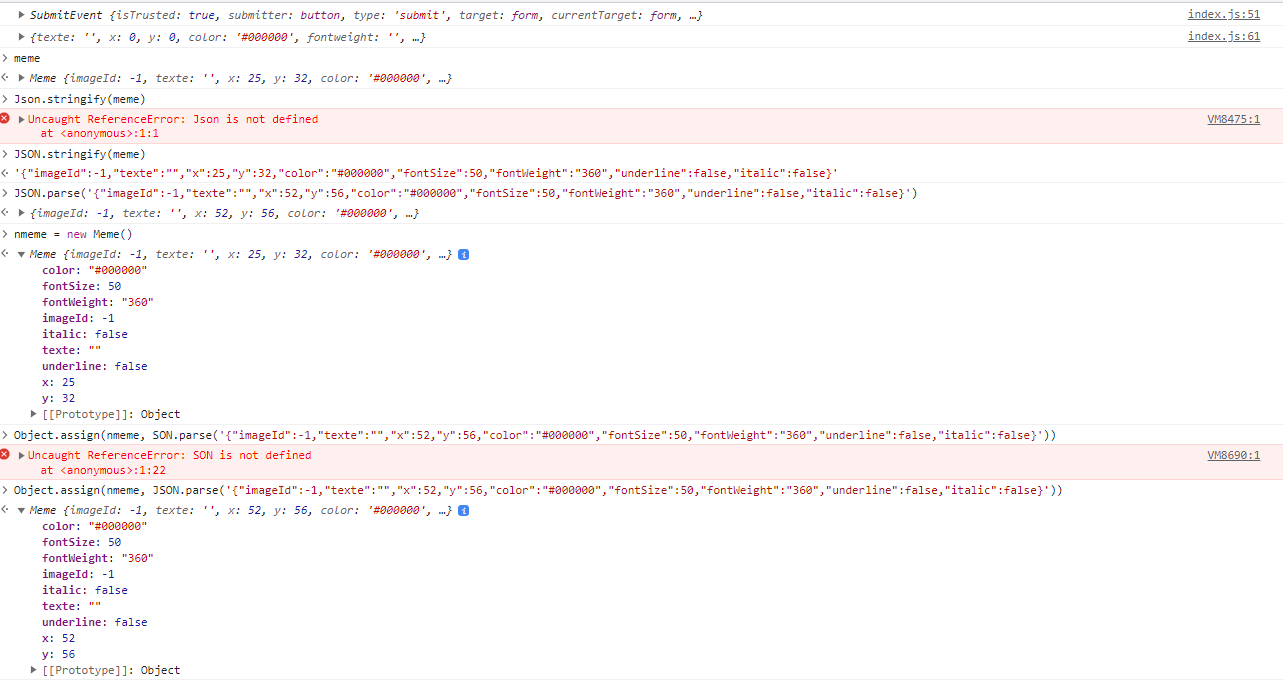 SubmitEvent {isTrusted: true, submitter: button, type: 'submit', target: form, currentTarget: form, …} index.js:51
{texte: '', x: 0, y: 0, color: '#000000', fontweight: '', …} index.js:61
meme
Meme {imageId: -1, texte: '', x: 25, y: 32, color: '#000000', …}
Json.stringify(meme)
Uncaught ReferenceError: Json is not defined VM8475:1
at <anonymous>:1:1
JSON.stringify(meme)
'{"imageId":-1,"texte":"","x":25,"y":32,"color":"#000000","fontSize":50,"fontWeight":"360","underline":false,"italic":false}'
JSON.parse('{"imageId":-1,"texte":"","x":52,"y":56,"color":"#000000","fontSize":50,"fontWeight":"360","underline":false,"italic":false}')
{imageId: -1, texte: '', x: 52, y: 56, color: '#000000', …}
nmeme = new Meme()
Meme {imageId: -1, texte: '', x: 25, y: 32, color: '#000000', …} i
color: "#000000"
fontSize: 50
fontWeight: "360"
imageId: -1
italic: false
texte: ""
underline: false
x: 25
y: 32
[[Prototype]]: Object
Object.assign(nmeme, SON.parse('{"imageId":-1,"texte":"","x":52,"y":56,"color":"#000000","fontSize":50,"fontWeight":"360","underline":false,"italic":false}'))
Uncaught ReferenceError: SON is not defined VM8690:1
at <anonymous>:1:22
Object.assign(nmeme, JSON.parse('{"imageId":-1,"texte":"","x":52,"y":56,"color":"#000000","fontSize":50,"fontWeight":"360","underline":false,"italic":false}'))
Meme {imageId: -1, texte: '', x: 52, y: 56, color: '#000000', …} i
color: "#000000"
fontSize: 50
fontWeight: "360"
imageId: -1
italic: false
texte: ""
underline: false
x: 52
y: 56
[[Prototype]]: Object